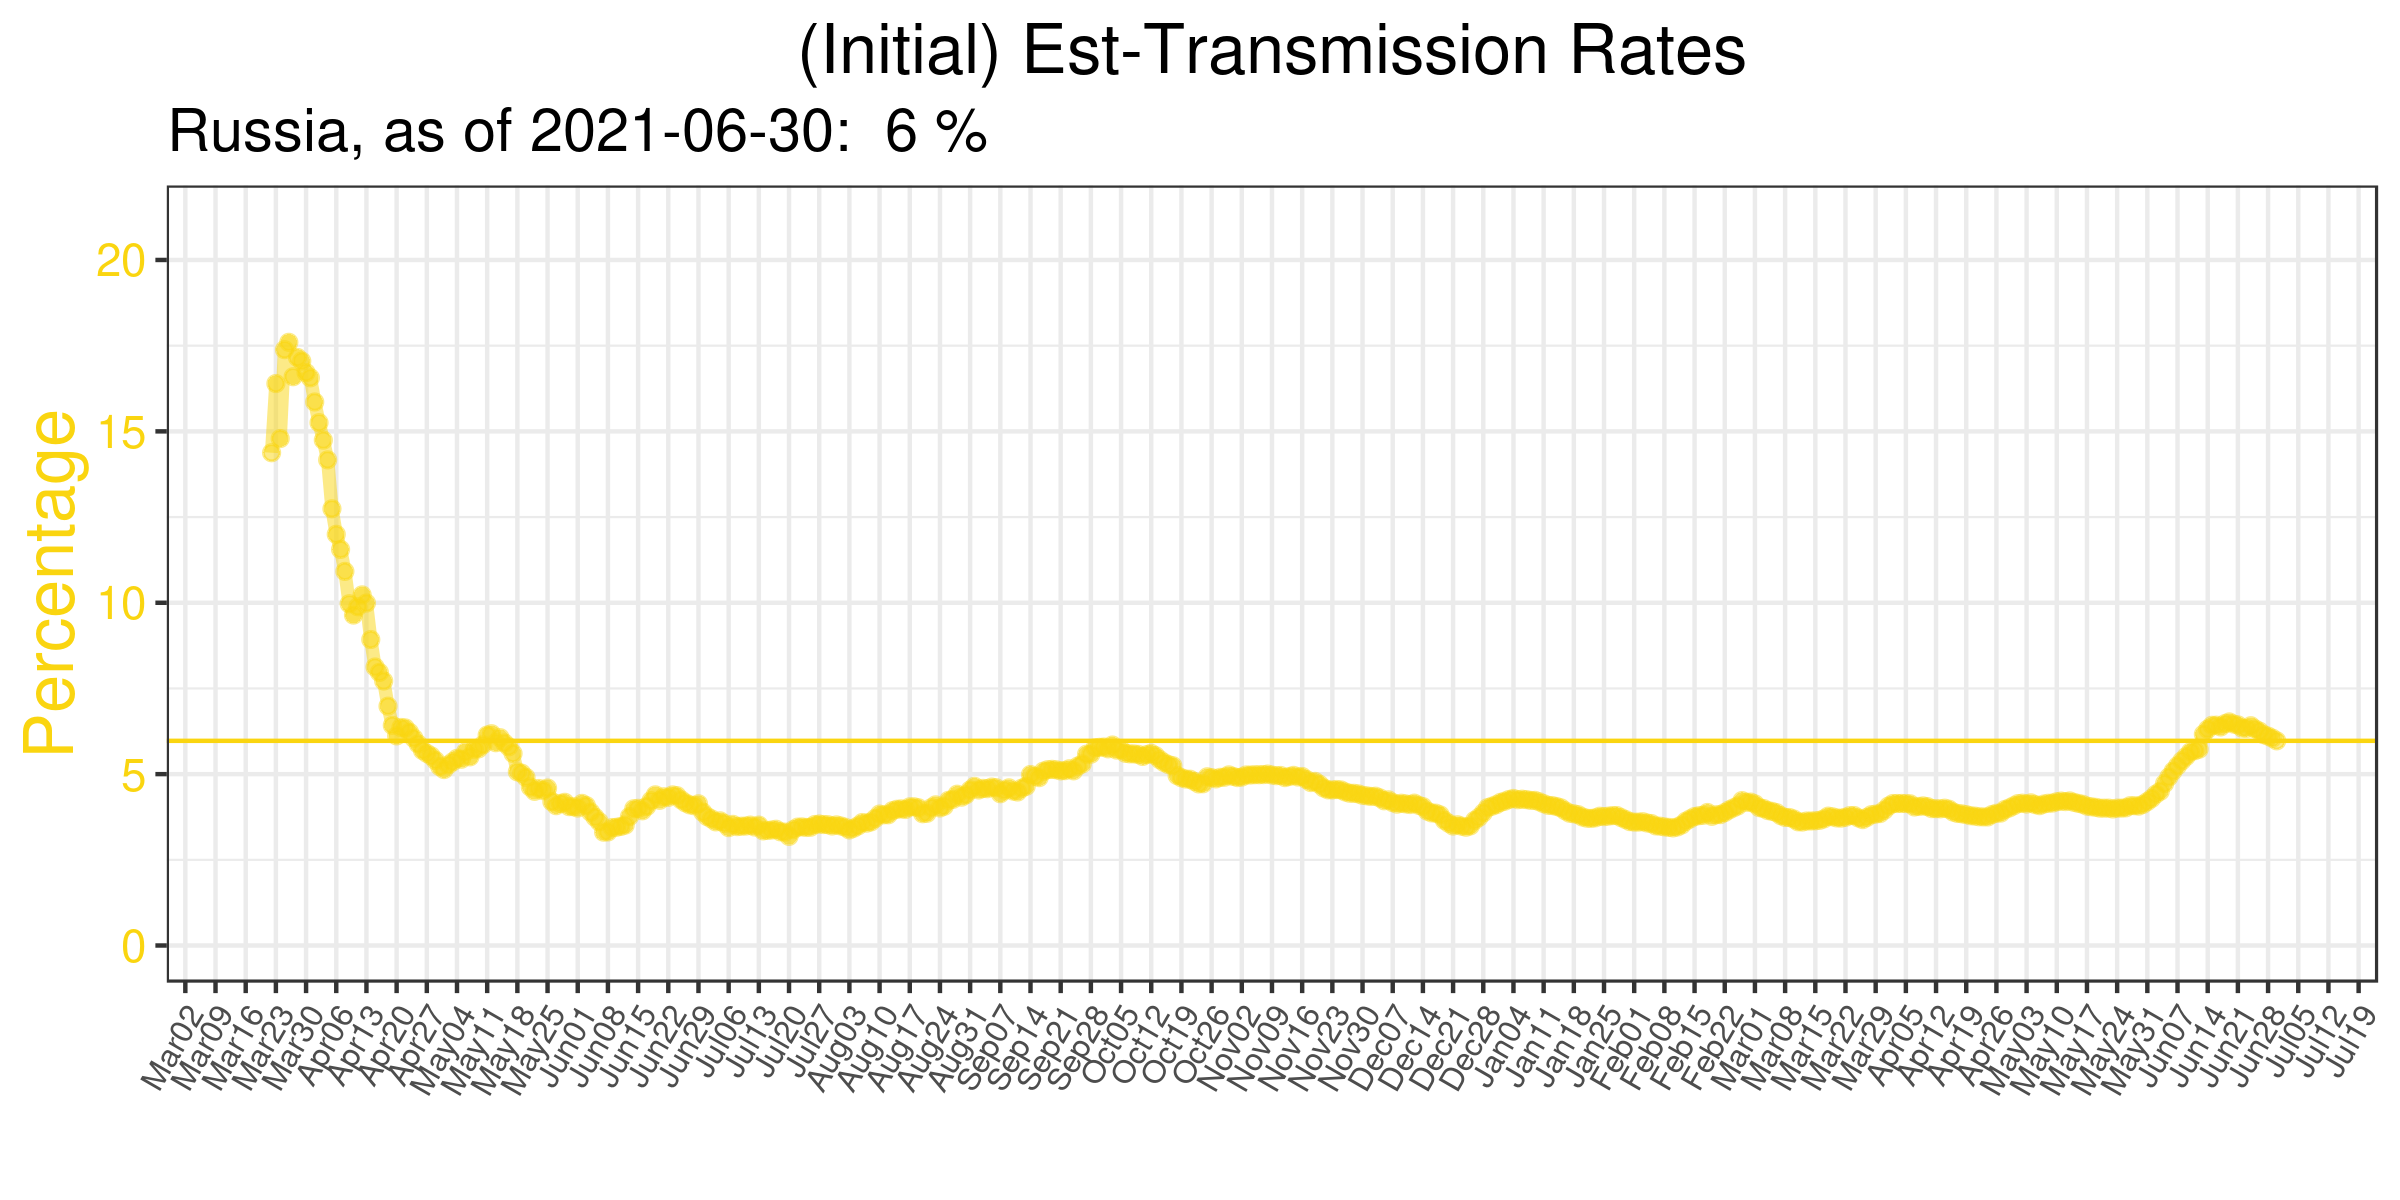 (Initial) Est-Transmission Rates
Russia, as of 2021-06-30:  6 %
Percentage
20
15
10
5
0
Mar02
Mar09
Mar16
Mar23
Mar30
Apr06
Apr13
Apr20
Apr27
May04
May11
May18
May25
Jun01
Jun08
Jun15
Jun22
Jun29
Jul06
Jul13
Jul20
Jul27
Aug03
Aug10
Aug17
Aug24
Aug31
Sep07
Sep14
Sep21
Sep28
Oct05
Oct12
Oct19
Oct26
Nov02
Nov09
Nov16
Nov23
Nov30
Dec07
Dec14
Dec21
Dec28
Jan04
Jan11
Jan18
Jan25
Feb01
Feb08
Feb15
Feb22
Mar01
Mar08
Mar15
Mar22
Mar29
Apr05
Apr12
Apr19
Apr26
May03
May10
May17
May24
May31
Jun07
Jun14
Jun21
Jun28
Jul05
Jul12
Jul19